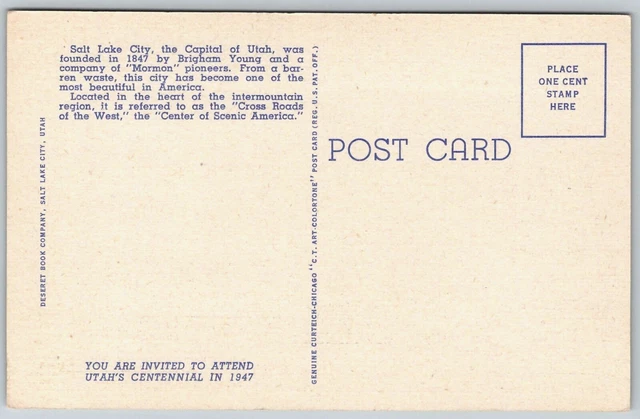 Salt Lake City, the Capital of Utah, was
founded in 1847 by Brigham Young and a
company of "Mormon" pioneers. From a bar-
ren waste, this city has become one of the
most beautiful in America.
Located in the heart of the intermountain
region, it is referred to as the "Cross Roads
of the West," the "Center of Scenic America."
DESERET BOOK COMPANY, SALT LAKE CITY, UTAH
YOU ARE INVITED TO ATTEND
UTAH'S CENTENNIAL IN 1947
GENUINE CURTEICH-CHICAGO "C.T. ART-COLORTONE" POST CARD (REG. U.S. PAT. OFF.)
POST CARD
PLACE
ONE CENT
STAMP
HERE